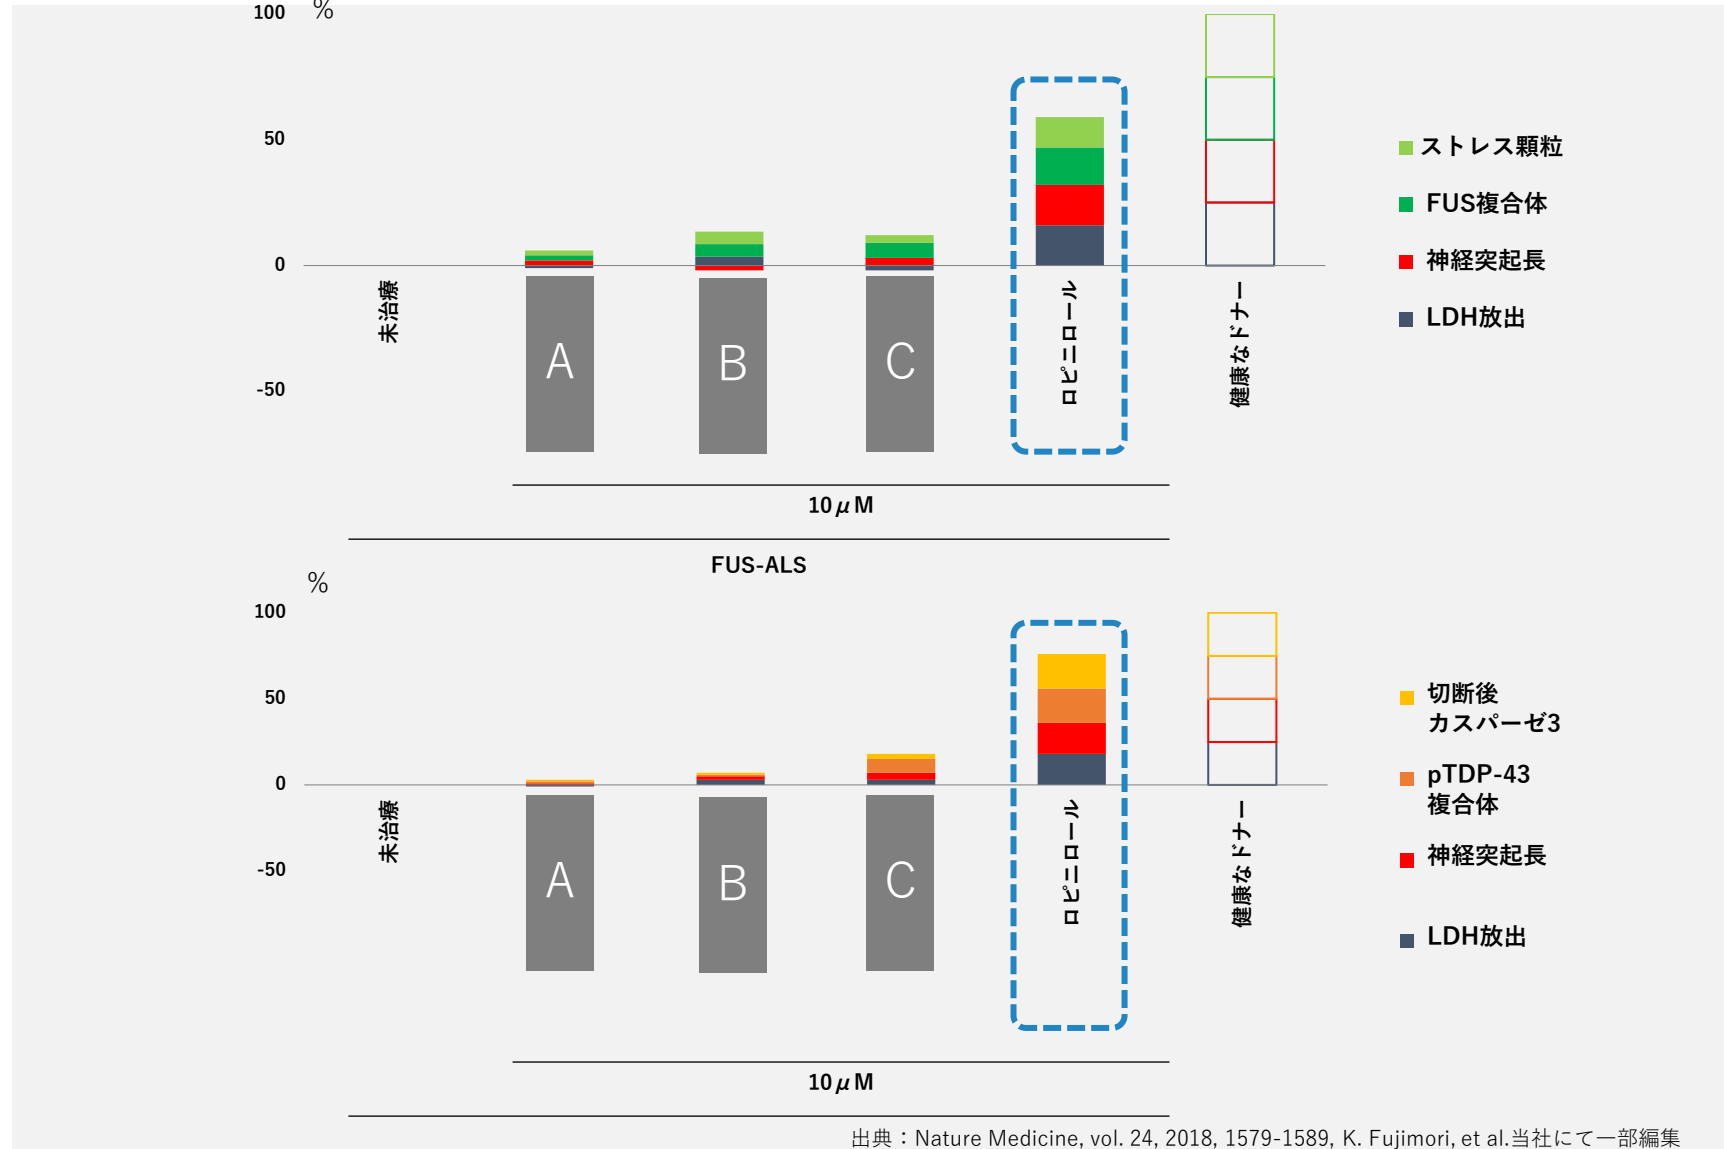 %
100
50
0
-50
未治療
A
B
C
ロピニロール
健康なドナー
ストレス顆粒
FUS複合体
神経突起長
LDH放出
10μM
FUS-ALS
%
100
50
0
-50
未治療
A
B
C
ロピニロール
健康なドナー
切断後
カスパーゼ3
pTDP-43
複合体
神経突起長
LDH放出
10μM
出典：Nature Medicine, vol. 24, 2018, 1579-1589, K. Fujimori, et al.当社にて一部編集